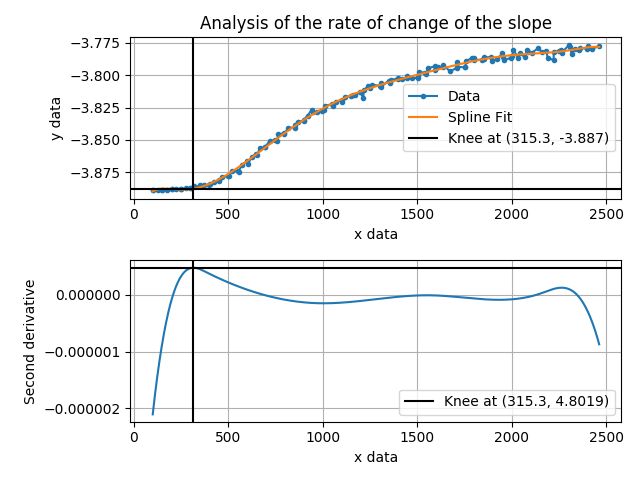 Analysis of the rate of change of the slope
y data
−3.775
−3.800
−3.825
−3.850
−3.875
Data
Spline Fit
Knee at (315.3, -3.887)
0 500 1000 1500 2000 2500
x data
Second derivative
0.000000
−0.000001
−0.000002
Knee at (315.3, 4.8019)
0 500 1000 1500 2000 2500
x data